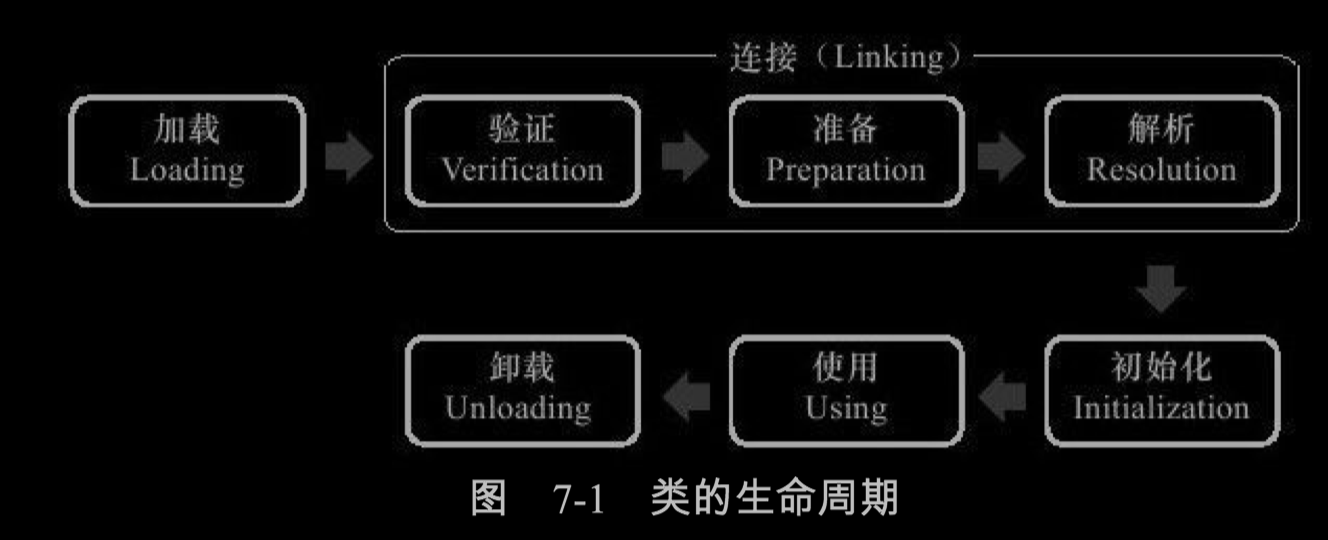 连接（Linking）
加载
Loading
验证
Verification
准备
Preparation
解析
Resolution
初始化
Initialization
使用
Using
卸载
Unloading
图 7-1 类的生命周期